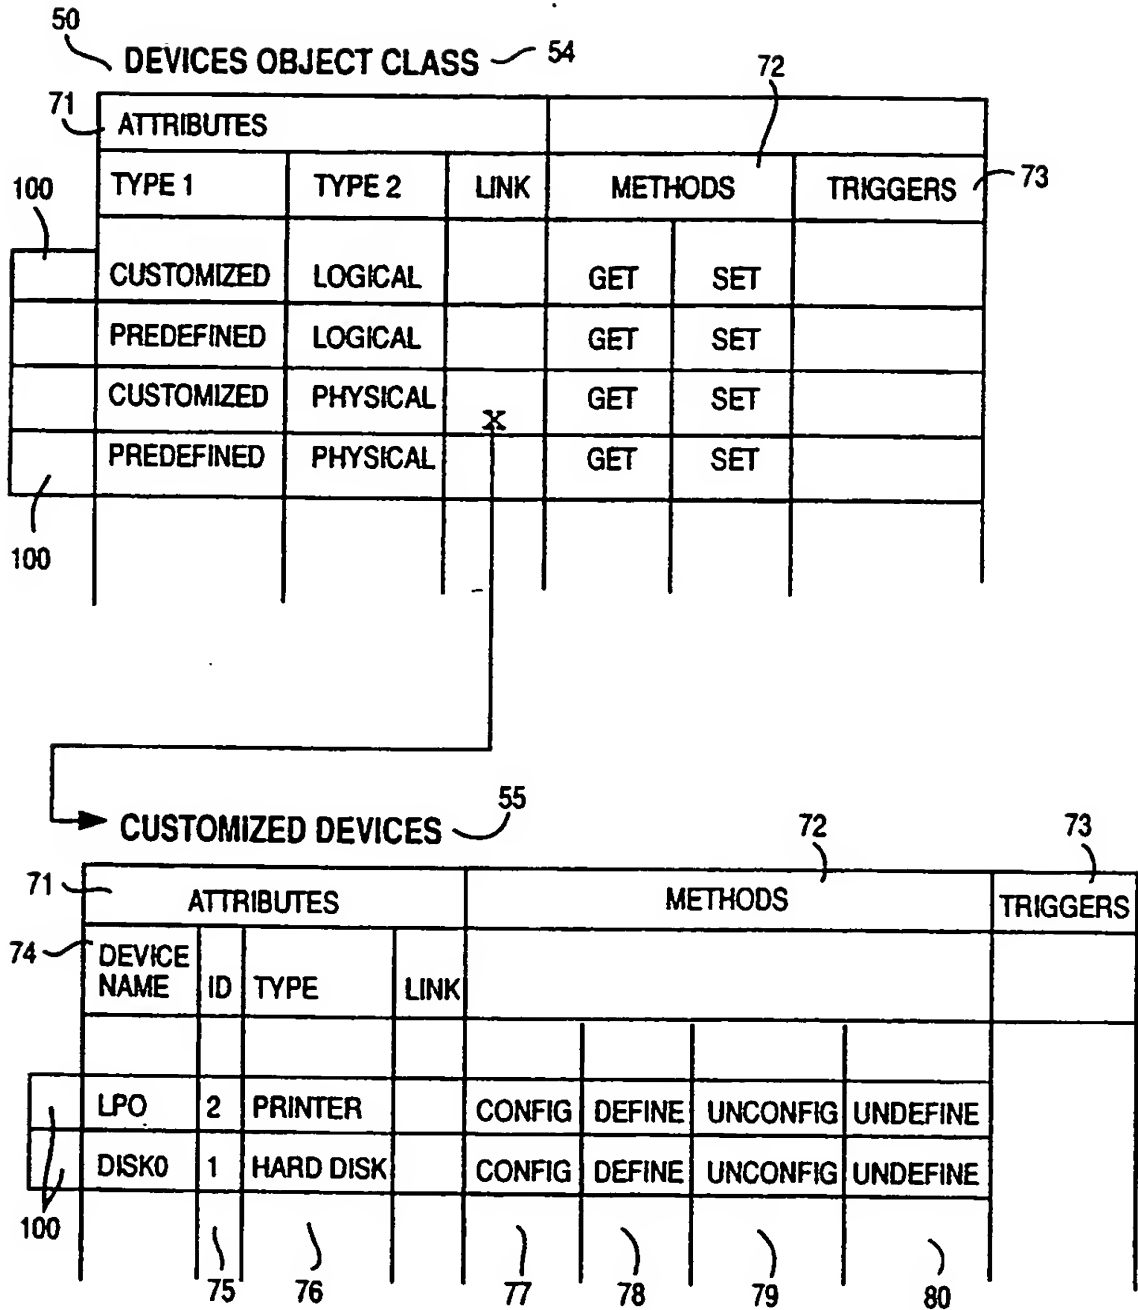 50
DEVICES OBJECT CLASS 54
72
71 ATTRIBUTES
TYPE 1 TYPE 2 LINK METHODS TRIGGERS 73
100
CUSTOMIZED LOGICAL GET SET
PREDEFINED LOGICAL GET SET
CUSTOMIZED PHYSICAL X GET SET
PREDEFINED PHYSICAL GET SET
100
CUSTOMIZED DEVICES 55
72 73
71 ATTRIBUTES METHODS TRIGGERS
74 DEVICE
NAME ID TYPE LINK
LPO 2 PRINTER CONFIG DEFINE UNCONFIG UNDEFINE
DISK0 1 HARD DISK CONFIG DEFINE UNCONFIG UNDEFINE
100
75 76 77 78 79 80